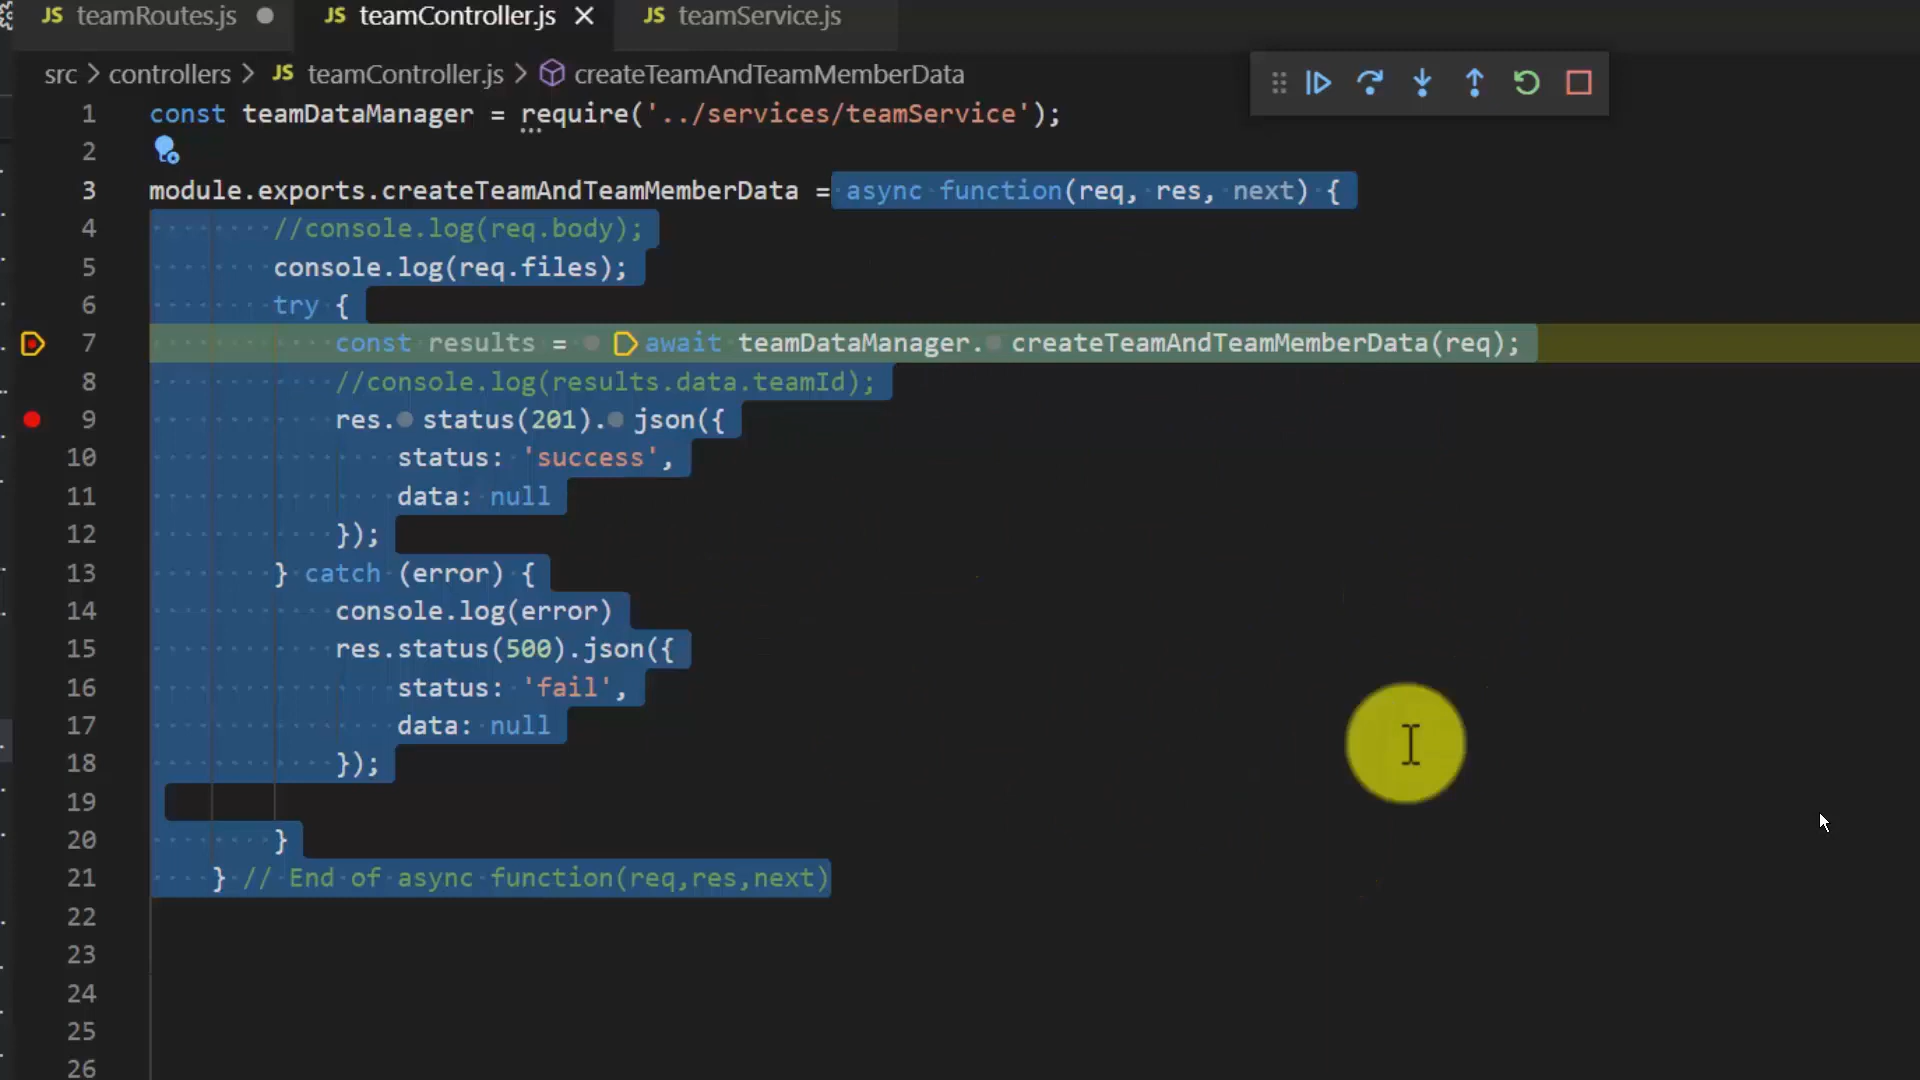 JS teamRoutes.js
JS teamController.js
JS teamService.js
src > controllers > JS teamController.js > createTeamAndTeamMemberData
1 const teamDataManager = require('../services/teamService');
2
3 module.exports.createTeamAndTeamMemberData = async function(req, res, next) {
4 //console.log(req.body);
5 console.log(req.files);
6 try {
7 const results = await teamDataManager.createTeamAndTeamMemberData(req);
8 //console.log(results.data.teamId);
9 res.status(201).json({
10 status: 'success',
11 data: null
12 });
13 } catch (error) {
14 console.log(error)
15 res.status(500).json({
16 status: 'fail',
17 data: null
18 });
19
20 }
21 } // End of async function(req,res,next)
22
23
24
25
26